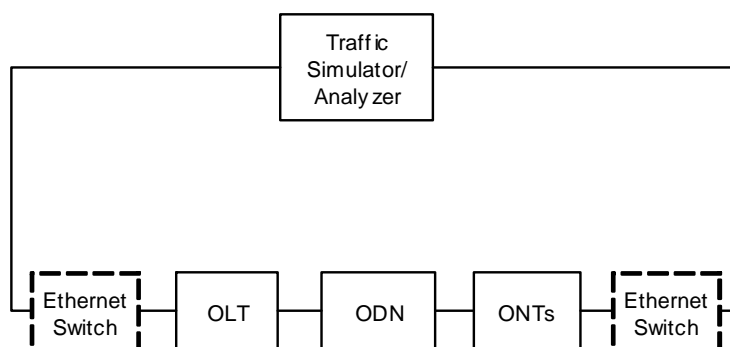 Traffic
Simulator/
Analyzer
Ethernet
Switch
OLT
ODN
ONTs
Ethernet
Switch